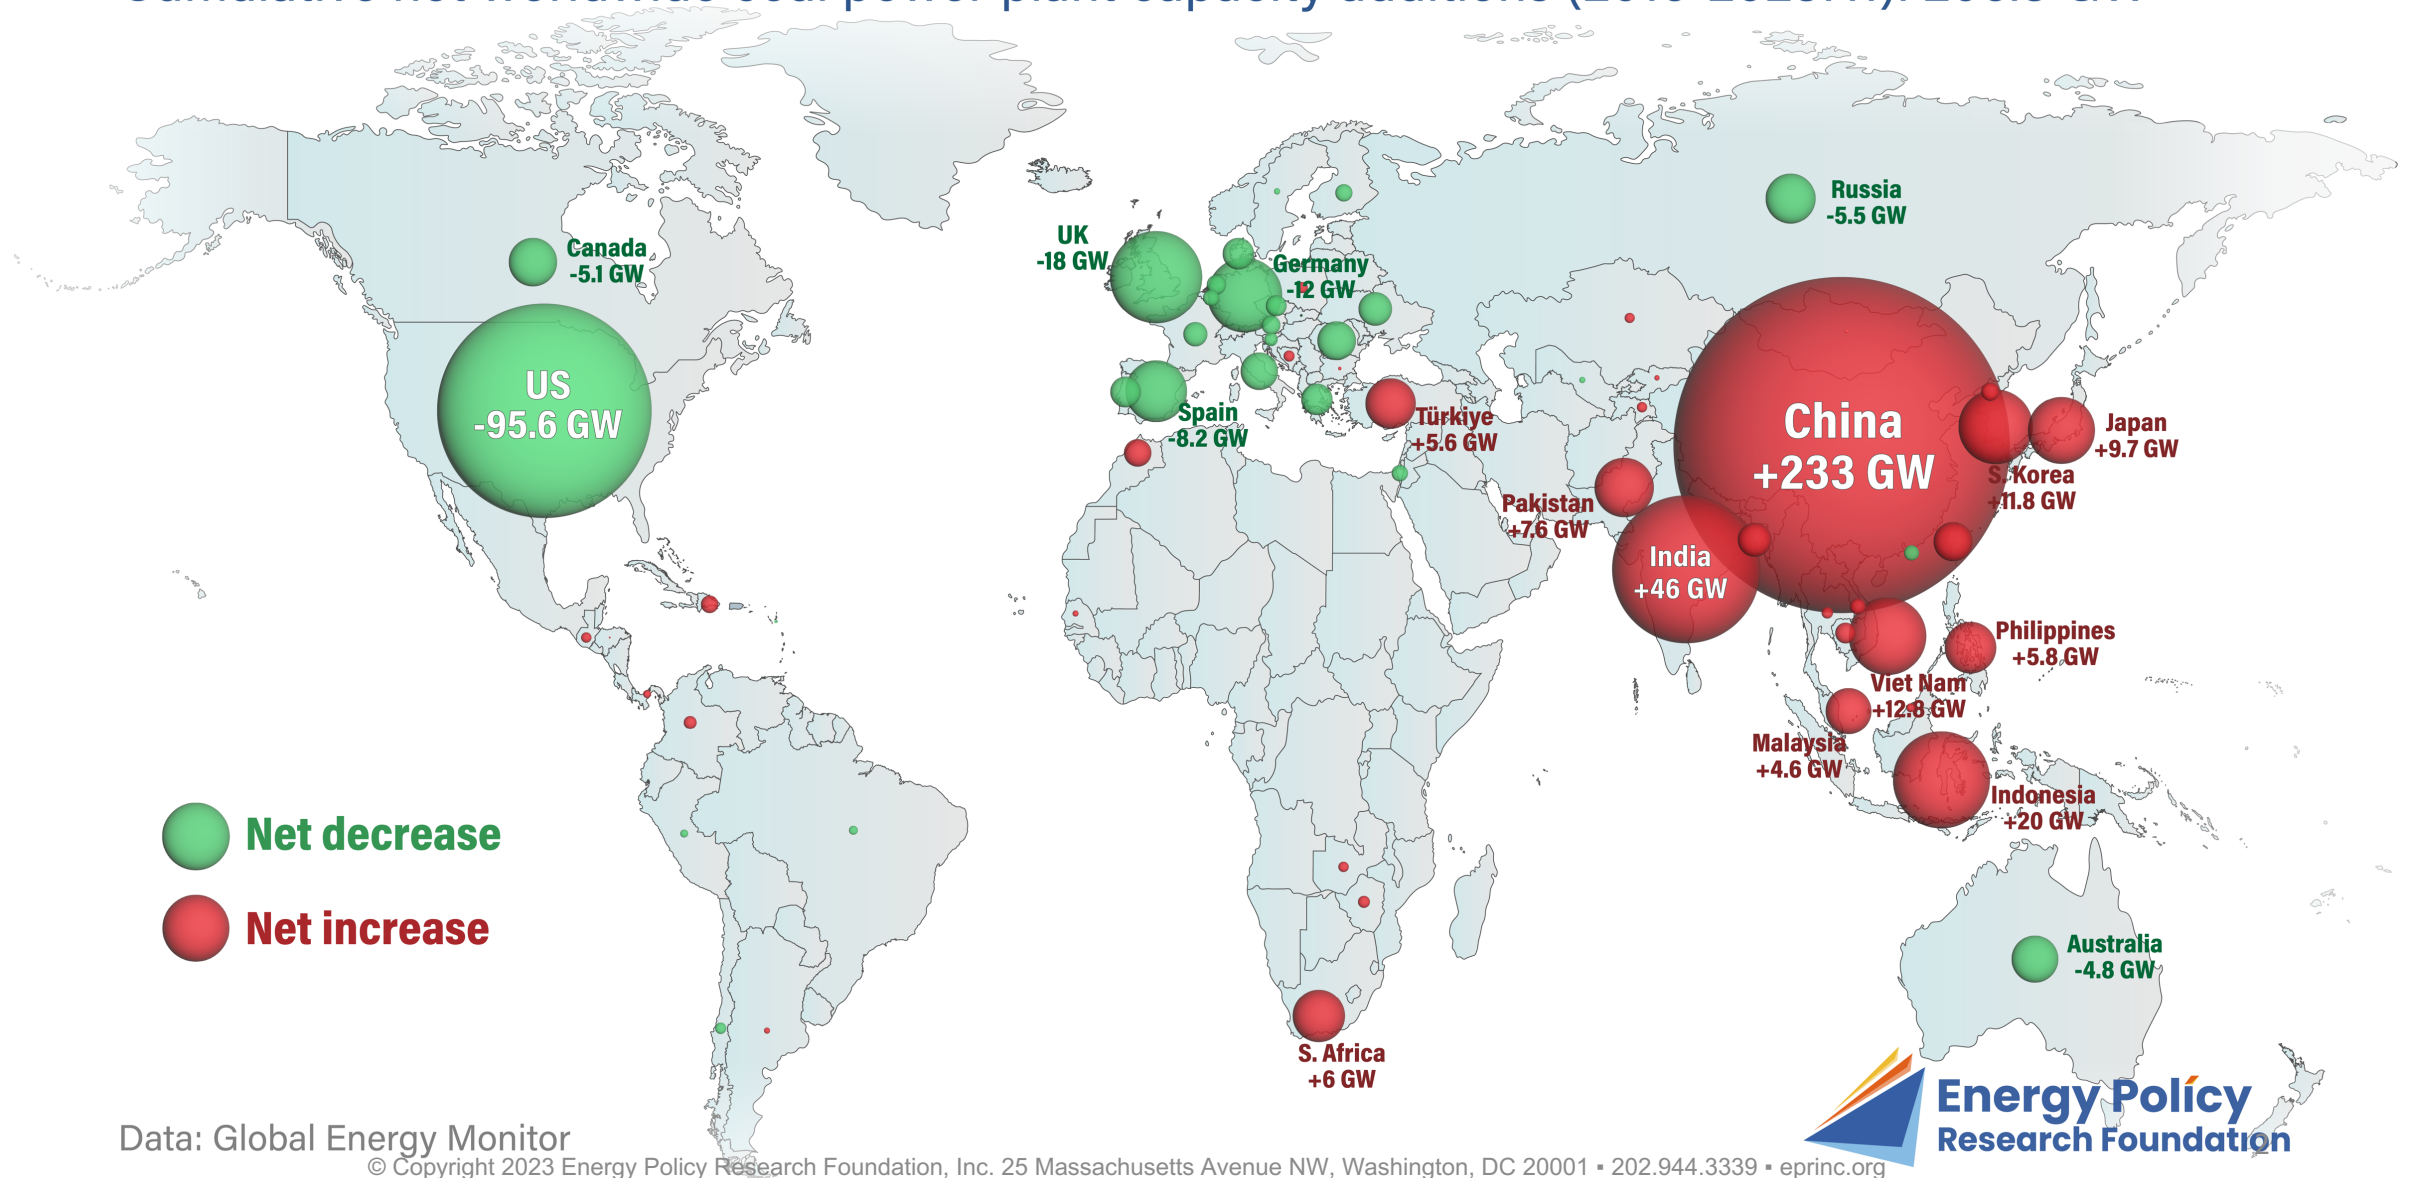 Canada
-5.1 GW
US
-95.6 GW
UK
-18 GW
Germany
-12 GW
Spain
-8.2 GW
Türkiye
+5.6 GW
Russia
-5.5 GW
China
+233 GW
Japan
+9.7 GW
S. Korea
+11.8 GW
Pakistan
+7.6 GW
India
+46 GW
Philippines
+5.8 GW
Viet Nam
+12.8 GW
Malaysia
+4.6 GW
Indonesia
+20 GW
Net decrease
Net increase
Australia
-4.8 GW
S. Africa
+6 GW
Energy Policy
Research Foundation
Data: Global Energy Monitor
2
© Copyright 2023 Energy Policy Research Foundation, Inc. 25 Massachusetts Avenue NW, Washington, DC 20001 ▪ 202.944.3339 ▪ eprinc.org